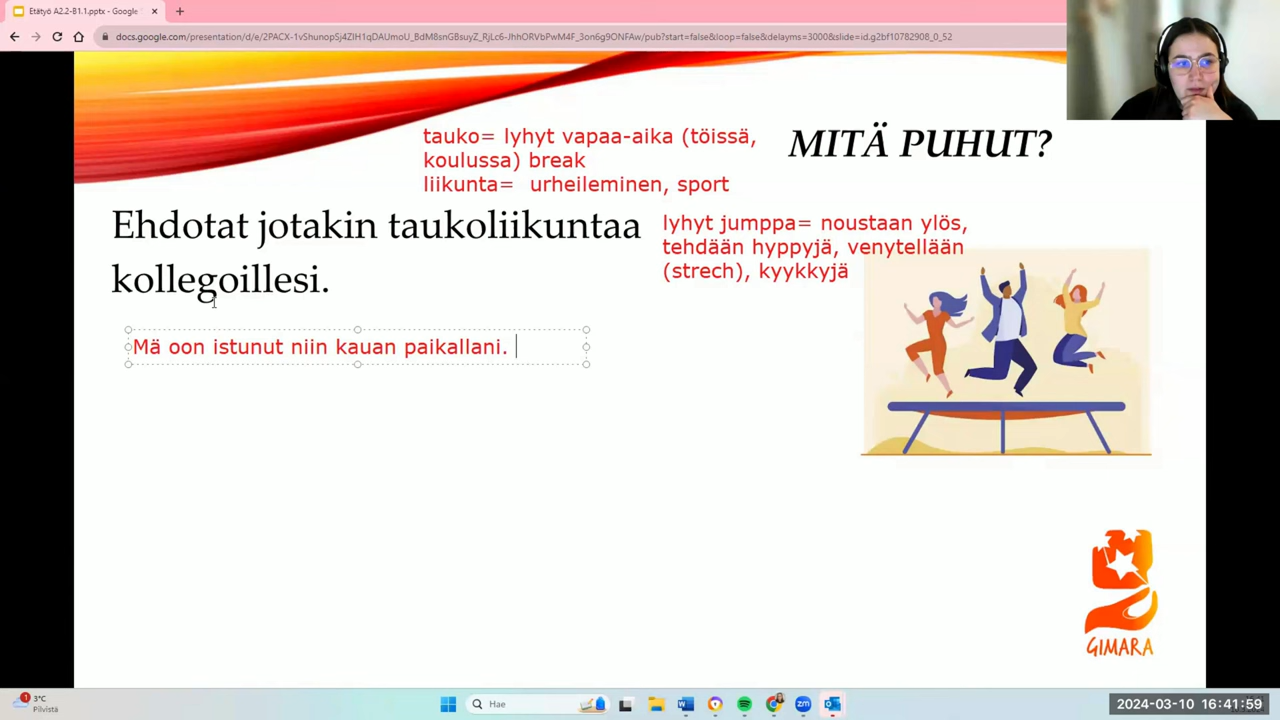 Etätyö A2.2-B1.1.pptx - Google
docs.google.com/presentation/d/e/2PACX-1vShunopSj4ZIH1qDAUmoU_BdM8snGBsuyZ_RjLc6-JhhORVbPwM4F_3on6g9ONFAw/pub?start=false&loop=false&delayms=3000&slide=id.g2bf10782908_0_52
tauko= lyhyt vapaa-aika (töissä,
koulussa) break
liikunta=  urheileminen, sport
MITÄ PUHUT?
Ehdotat jotakin taukoliikuntaa
kollegoillesi.
lyhyt jumppa= noustaan ylös,
tehdään hyppyjä, venytellään
(strech), kyykkyjä
Mä oon istunut niin kauan paikallani.
GIMARA
1
3°C
Pilvistä
Hae
zm
2024-03-10 16:41:59